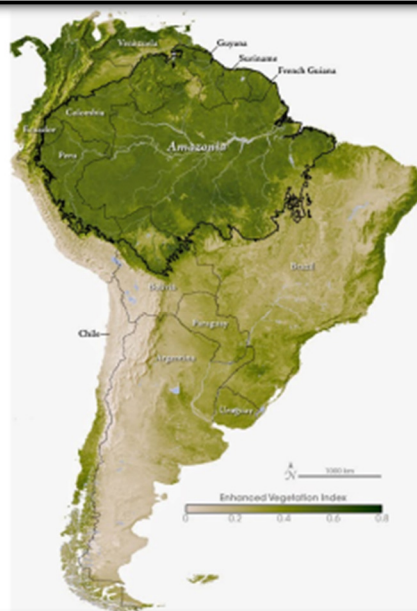 Venezuela
Guyana
Suriname
French Guiana
Colombia
Ecuador
Amazonia
Peru
Brazil
Bolivia
Chile
Paraguay
Argentina
Uruguay
N
1000 km
Enhanced Vegetation Index
0 0.2 0.4 0.6 0.8